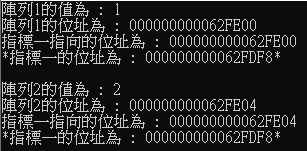 陣列1的值為 : 1
陣列1的位址為 : 000000000062FE00
指標一指向的位址為 : 000000000062FE00
*指標一的位址為 : 000000000062FDF8*
陣列2的值為 : 2
陣列2的位址為 : 000000000062FE04
指標一指向的位址為 : 000000000062FE04
*指標一的位址為 : 000000000062FDF8*